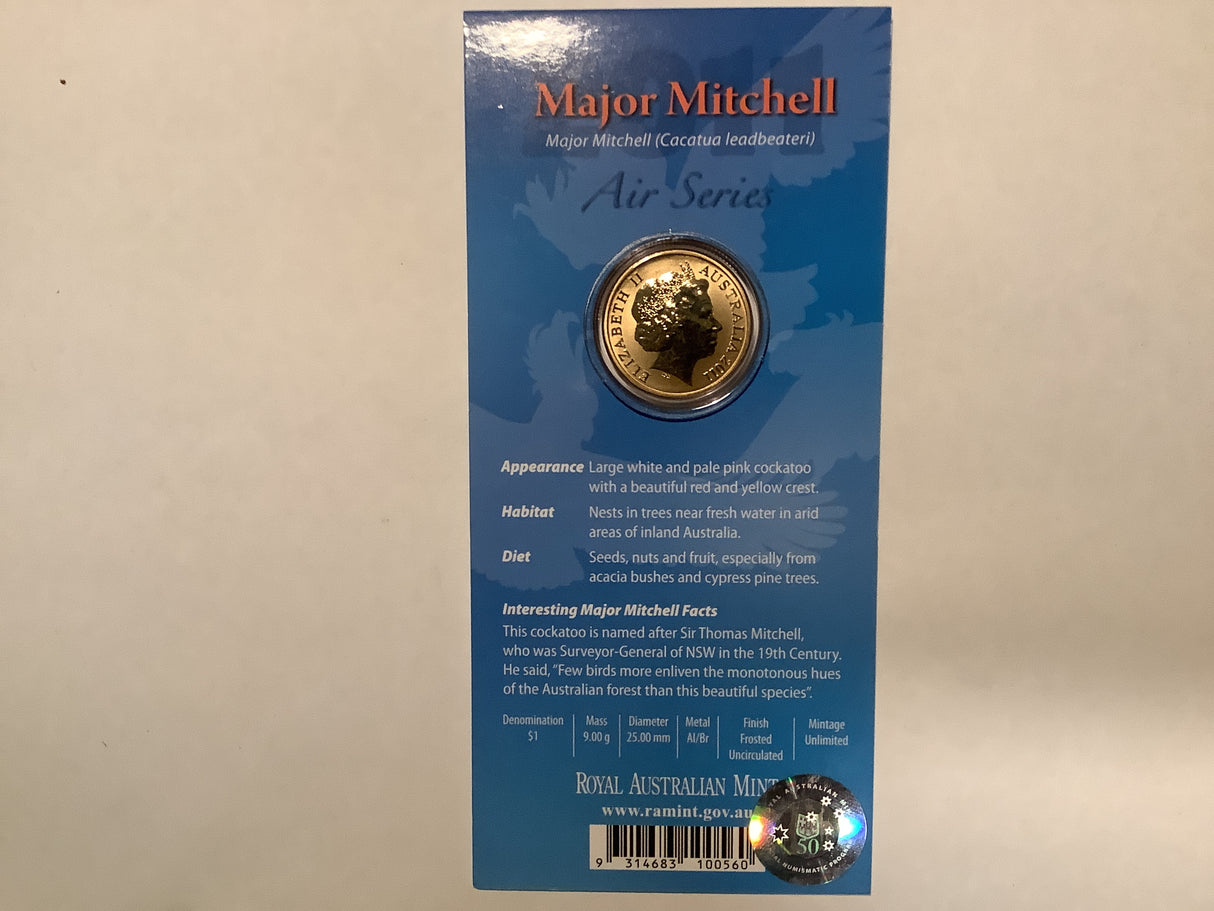 2011
Major Mitchell
Major Mitchell (Cacatua leadbeateri)
Air Series
ELIZABETH II AUSTRALIA 2011
Appearance Large white and pale pink cockatoo
with a beautiful red and yellow crest.
Habitat Nests in trees near fresh water in arid
areas of inland Australia.
Diet Seeds, nuts and fruit, especially from
acacia bushes and cypress pine trees.
Interesting Major Mitchell Facts
This cockatoo is named after Sir Thomas Mitchell,
who was Surveyor-General of NSW in the 19th Century.
He said, “Few birds more enliven the monotonous hues
of the Australian forest than this beautiful species”.
Denomination Mass Diameter Metal Finish Mintage
$1 9.00 g 25.00 mm Al/Br Frosted Unlimited
Uncirculated
ROYAL AUSTRALIAN MINT
www.ramint.gov.au
AUSTRALIAN
50
NUMISMATIC
9 314683 100560